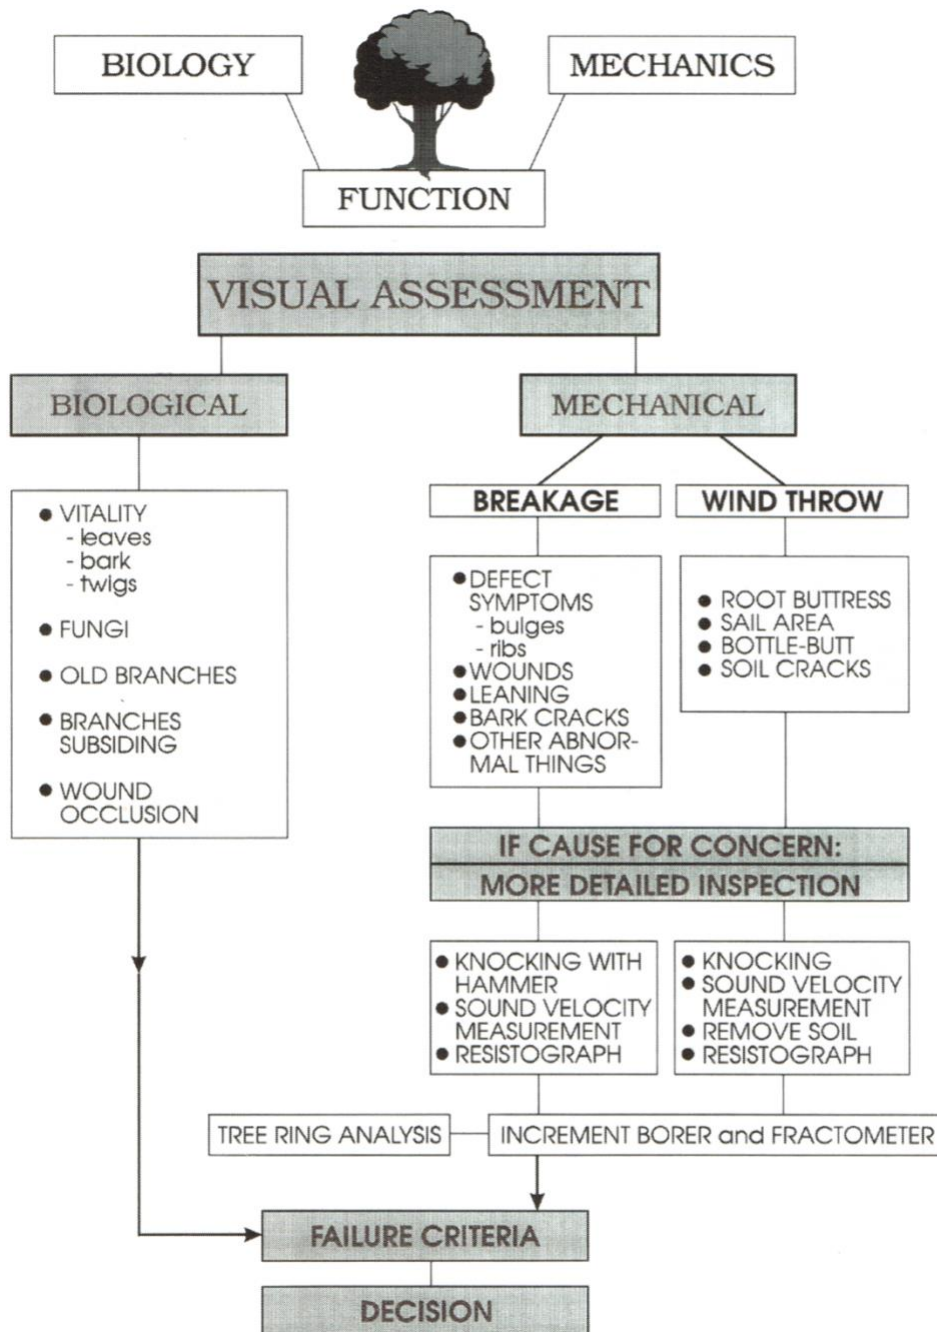 BIOLOGY
MECHANICS
FUNCTION
VISUAL ASSESSMENT
BIOLOGICAL
● VITALITY
- leaves
- bark
- twigs
● FUNGI
● OLD BRANCHES
● BRANCHES
SUBSIDING
● WOUND
OCCLUSION
MECHANICAL
BREAKAGE
● DEFECT
SYMPTOMS
- bulges
- ribs
● WOUNDS
● LEANING
● BARK CRACKS
● OTHER ABNOR-
MAL THINGS
WIND THROW
● ROOT BUTTRESS
● SAIL AREA
● BOTTLE-BUTT
● SOIL CRACKS
IF CAUSE FOR CONCERN:
MORE DETAILED INSPECTION
● KNOCKING WITH
HAMMER
● SOUND VELOCITY
MEASUREMENT
● RESISTOGRAPH
● KNOCKING
● SOUND VELOCITY
MEASUREMENT
● REMOVE SOIL
● RESISTOGRAPH
TREE RING ANALYSIS
INCREMENT BORER and FRACTOMETER
FAILURE CRITERIA
DECISION